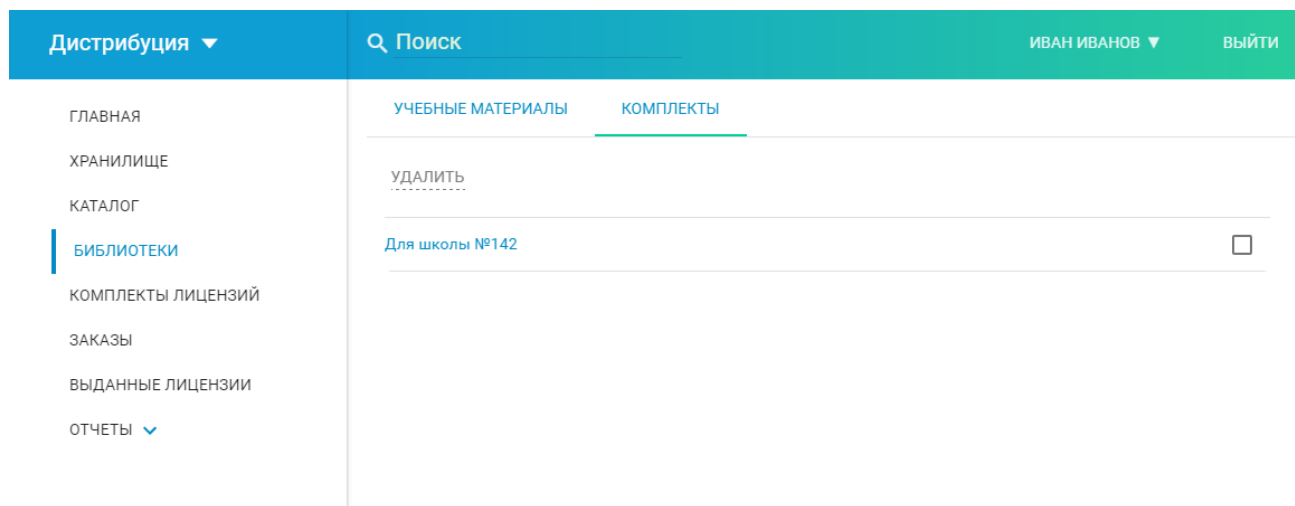 Дистрибуция
Поиск
ИВАН ИВАНОВ
ВЫЙТИ
ГЛАВНАЯ
ХРАНИЛИЩЕ
КАТАЛОГ
БИБЛИОТЕКИ
КОМПЛЕКТЫ ЛИЦЕНЗИЙ
ЗАКАЗЫ
ВЫДАННЫЕ ЛИЦЕНЗИИ
ОТЧЕТЫ
УЧЕБНЫЕ МАТЕРИАЛЫ
КОМПЛЕКТЫ
УДАЛИТЬ
Для школы №142